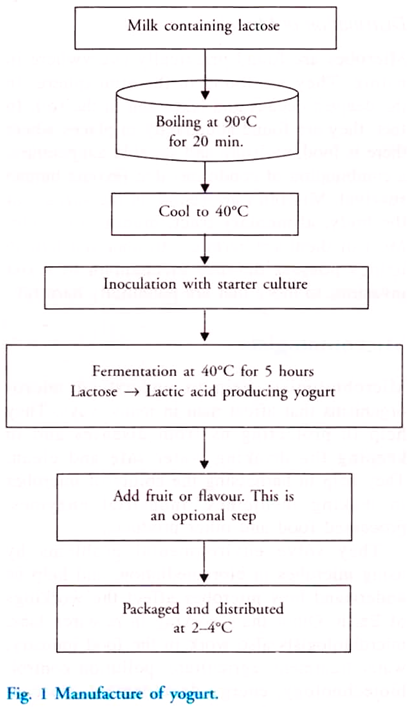 Milk containing lactose
Boiling at 90°C
for 20 min.
Cool to 40°C
Inoculation with starter culture
Fermentation at 40°C for 5 hours
Lactose → Lactic acid producing yogurt
Add fruit or flavour. This is
an optional step
Packaged and distributed
at 2–4°C
Fig. 1 Manufacture of yogurt.